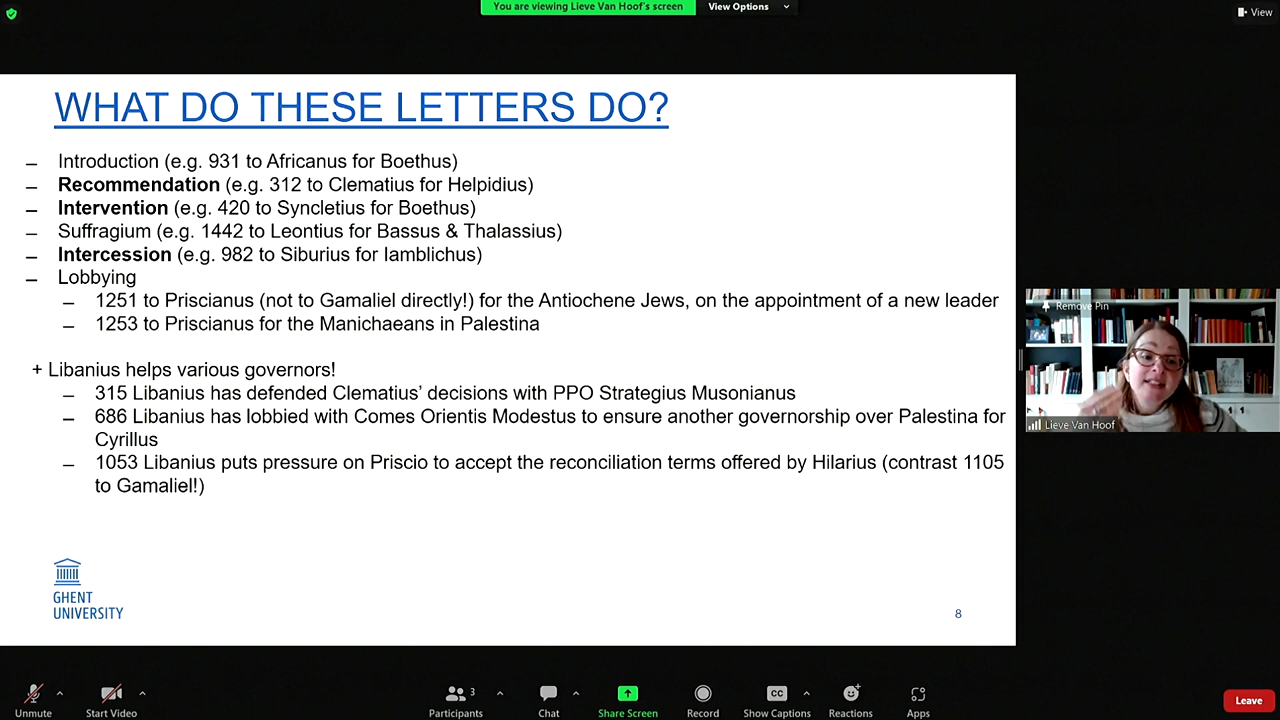 You are viewing Lieve Van Hoof's screen
View Options
View
WHAT DO THESE LETTERS DO?
– Introduction (e.g. 931 to Africanus for Boethus)
– Recommendation (e.g. 312 to Clematius for Helpidius)
– Intervention (e.g. 420 to Syncletius for Boethus)
– Suffragium (e.g. 1442 to Leontius for Bassus & Thalassius)
– Intercession (e.g. 982 to Siburius for Iamblichus)
– Lobbying
– 1251 to Priscianus (not to Gamaliel directly!) for the Antiochene Jews, on the appointment of a new leader
– 1253 to Priscianus for the Manichaeans in Palestina
+ Libanius helps various governors!
– 315 Libanius has defended Clematius’ decisions with PPO Strategius Musonianus
– 686 Libanius has lobbied with Comes Orientis Modestus to ensure another governorship over Palestina for
Cyrillus
– 1053 Libanius puts pressure on Priscio to accept the reconciliation terms offered by Hilarius (contrast 1105
to Gamaliel!)
GHENT
UNIVERSITY
8
Remove Pin
Lieve Van Hoof
Unmute
Start Video
Participants
3
Chat
Share Screen
Record
CC
Show Captions
Reactions
Apps
Leave